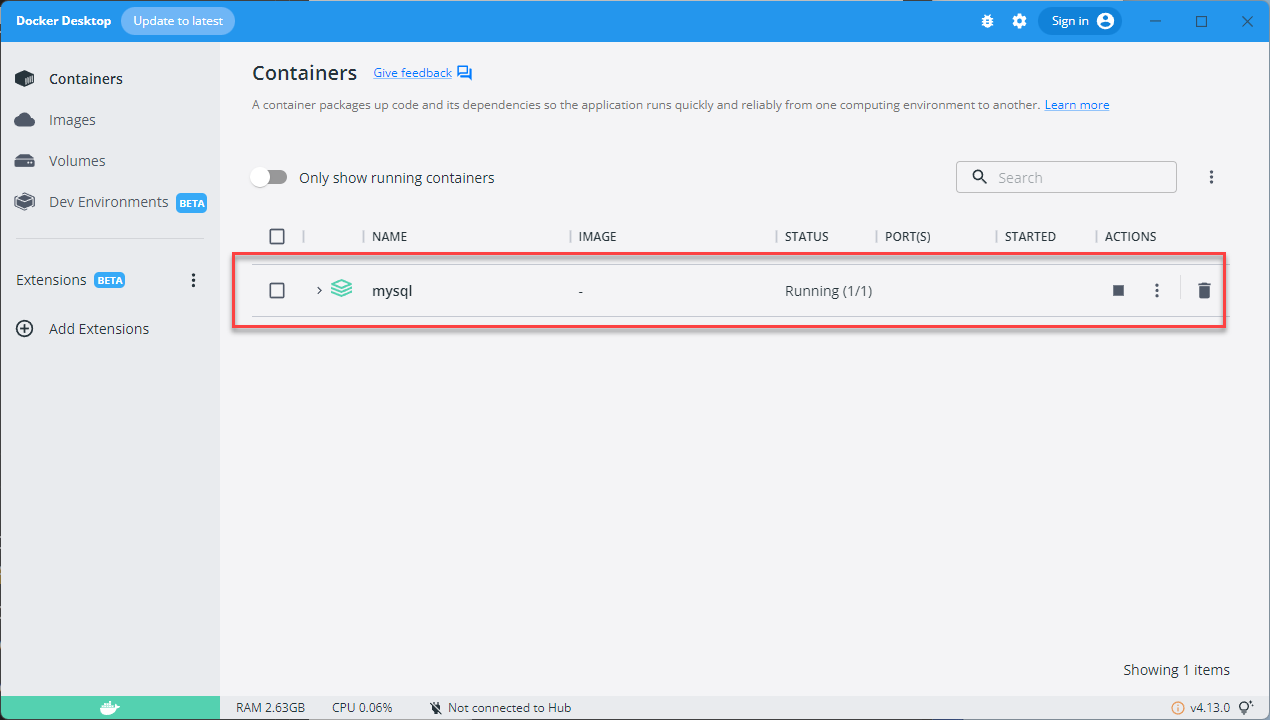 Docker Desktop Update to latest Sign in
Containers
Images
Volumes
Dev Environments BETA
Extensions BETA
Add Extensions
Containers Give feedback
A container packages up code and its dependencies so the application runs quickly and reliably from one computing environment to another. Learn more
Only show running containers Search
NAME IMAGE STATUS PORT(S) STARTED ACTIONS
mysql - Running (1/1)
Showing 1 items
RAM 2.63GB CPU 0.06% Not connected to Hub v4.13.0